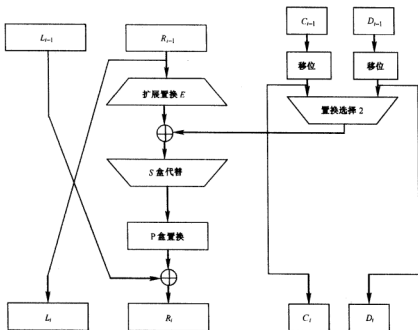 C_{i-1} D_{i-1}
L_{i-1} R_{i-1}
移位 移位
扩展置换 E
置换选择 2
S 盒代替
P 盒置换
L_i R_i C_i D_i